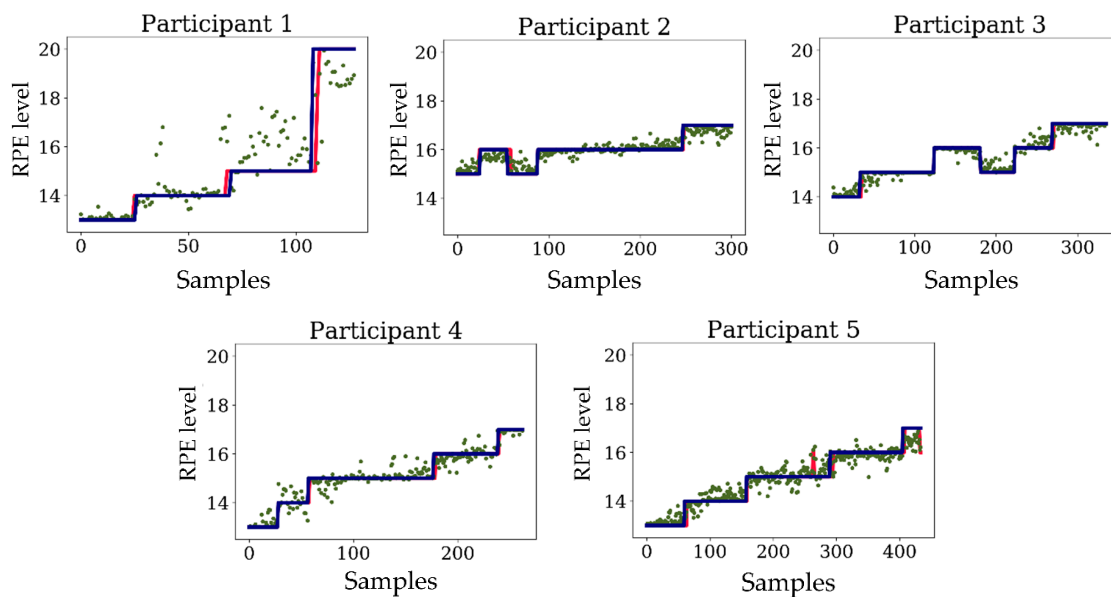 Participant 1
RPE level
20
18
16
14
0
50
100
Samples
Participant 2
RPE level
20
18
16
14
0
100
200
300
Samples
Participant 3
RPE level
20
18
16
14
0
100
200
300
Samples
Participant 4
RPE level
20
18
16
14
0
100
200
Samples
Participant 5
RPE level
20
18
16
14
0
100
200
300
400
Samples